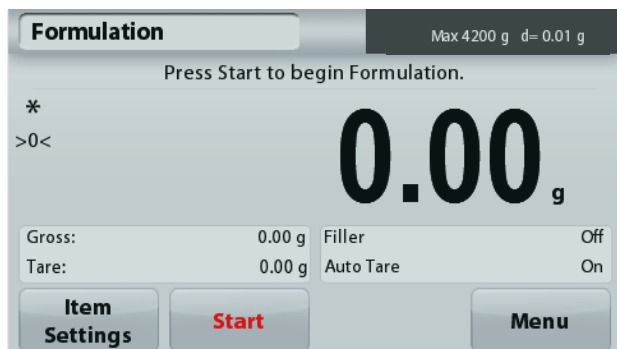 Formulation
Max 4200 g d= 0.01 g
Press Start to begin Formulation.
*
>0<
0.00 g
Gross: 0.00 g Filler Off
Tare: 0.00 g Auto Tare On
Item Settings
Start
Menu